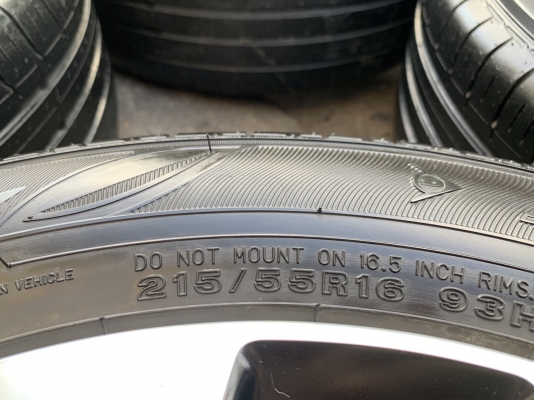 DO NOT MOUNT ON 16.5 INCH RIMS.
N VEHICLE
215/55R16 93H